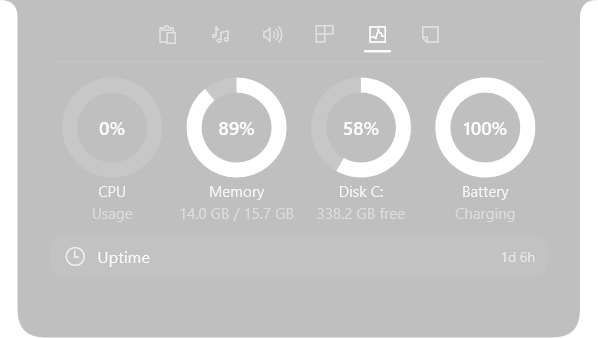 0% 89% 58% 100%
CPU Memory Disk C: Battery
Usage 14.0 GB / 15.7 GB 338.2 GB free Charging
Uptime 1d 6h